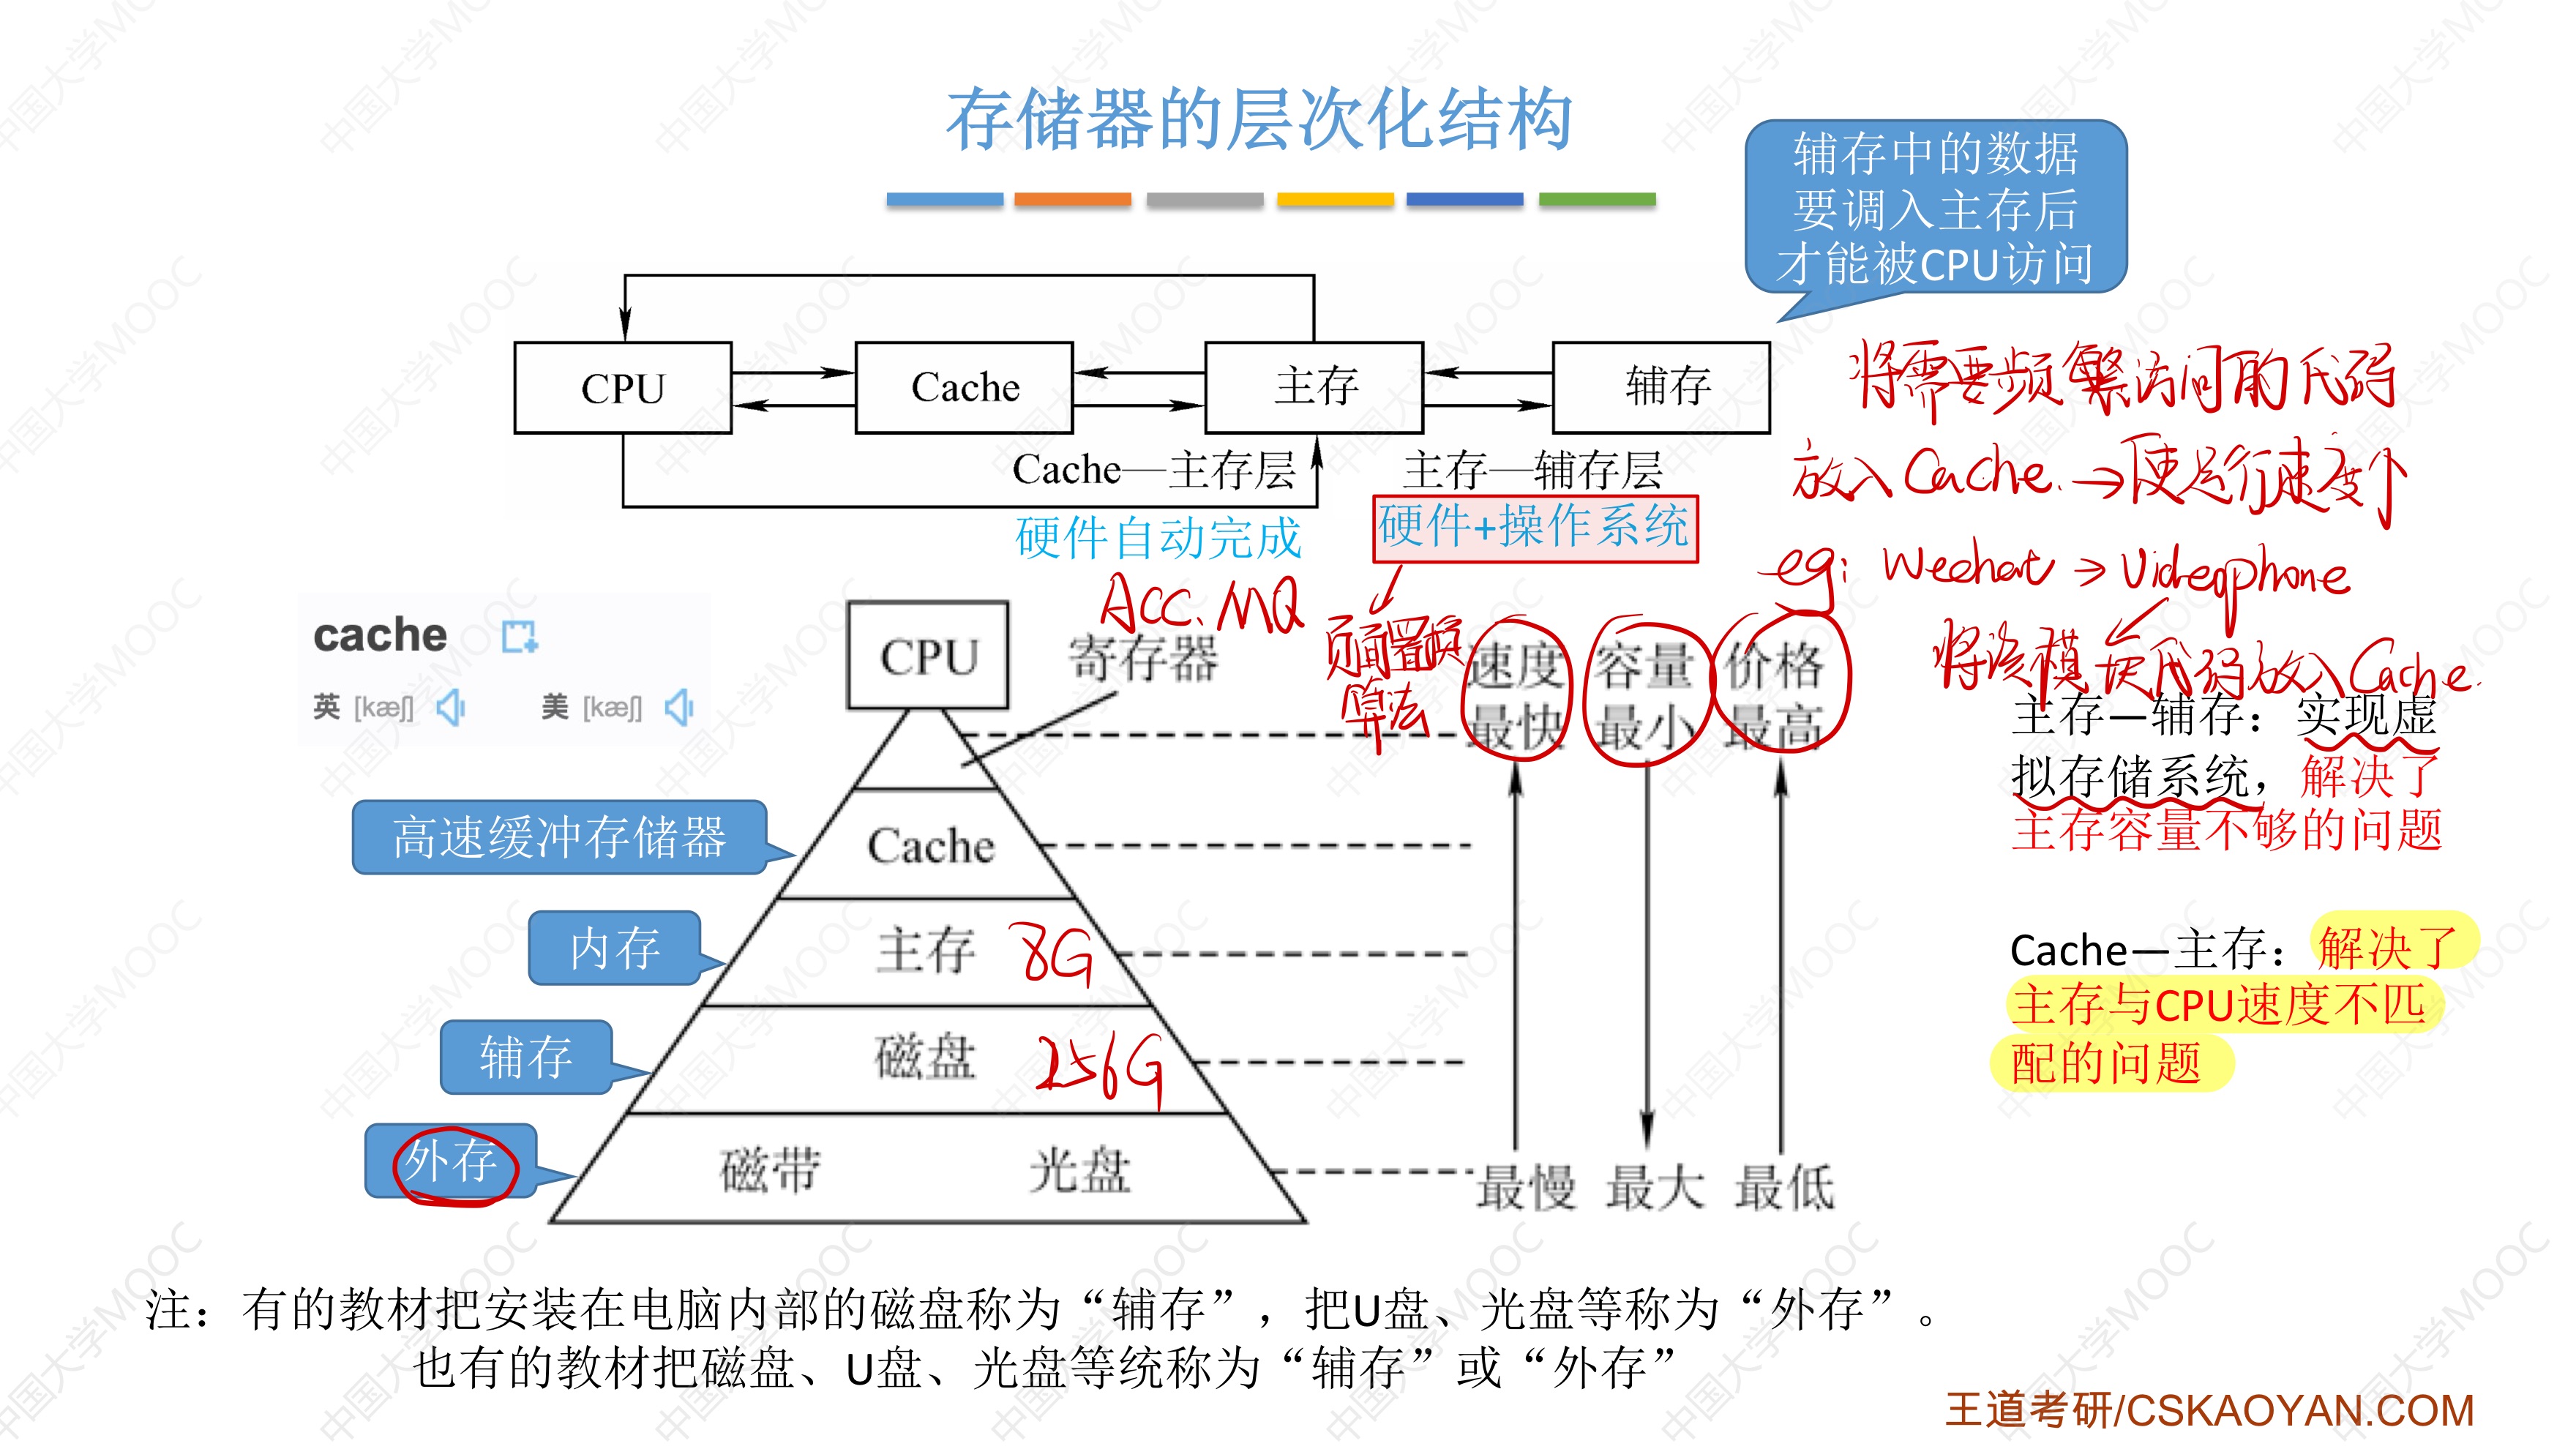 存储器的层次化结构
辅存中的数据
要调入主存后
才能被CPU访问
CPU
Cache
主存
辅存
Cache—主存层
主存—辅存层
硬件自动完成
硬件+操作系统
将需要频繁访问的代码
放入Cache.→使运行速度个
eg: Wechat→Videophone
将该模块代码放入Cache.
ACC.MQ
页面置换
算法
cache
英 [kæʃ] 美 [kæʃ]
CPU
寄存器
速度 容量 价格
最快 最小 最高
主存—辅存：实现虚
拟存储系统，解决了
主存容量不够的问题
高速缓冲存储器
Cache
内存
主存 8G
Cache—主存：解决了
主存与CPU速度不匹
配的问题
辅存
磁盘 256G
外存
磁带 光盘
最慢 最大 最低
注：有的教材把安装在电脑内部的磁盘称为“辅存”，把U盘、光盘等称为“外存”。
也有的教材把磁盘、U盘、光盘等统称为“辅存”或“外存”
王道考研/CSKAOYAN.COM
中国大学MOOC